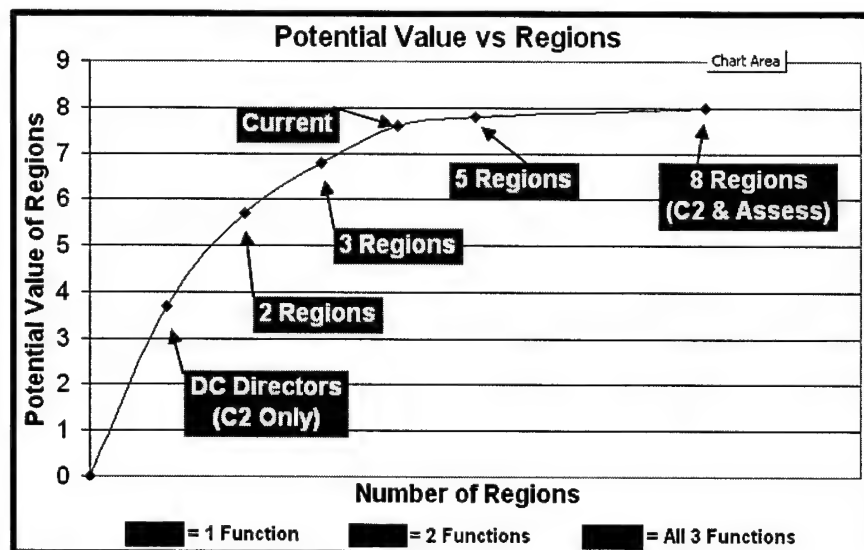 Potential Value vs Regions
Chart Area
9
8
7
6
5
4
3
2
1
0
Potential Value of Regions
Current
5 Regions
8 Regions
(C2 & Assess)
3 Regions
2 Regions
DC Directors
(C2 Only)
Number of Regions
= 1 Function
= 2 Functions
= All 3 Functions